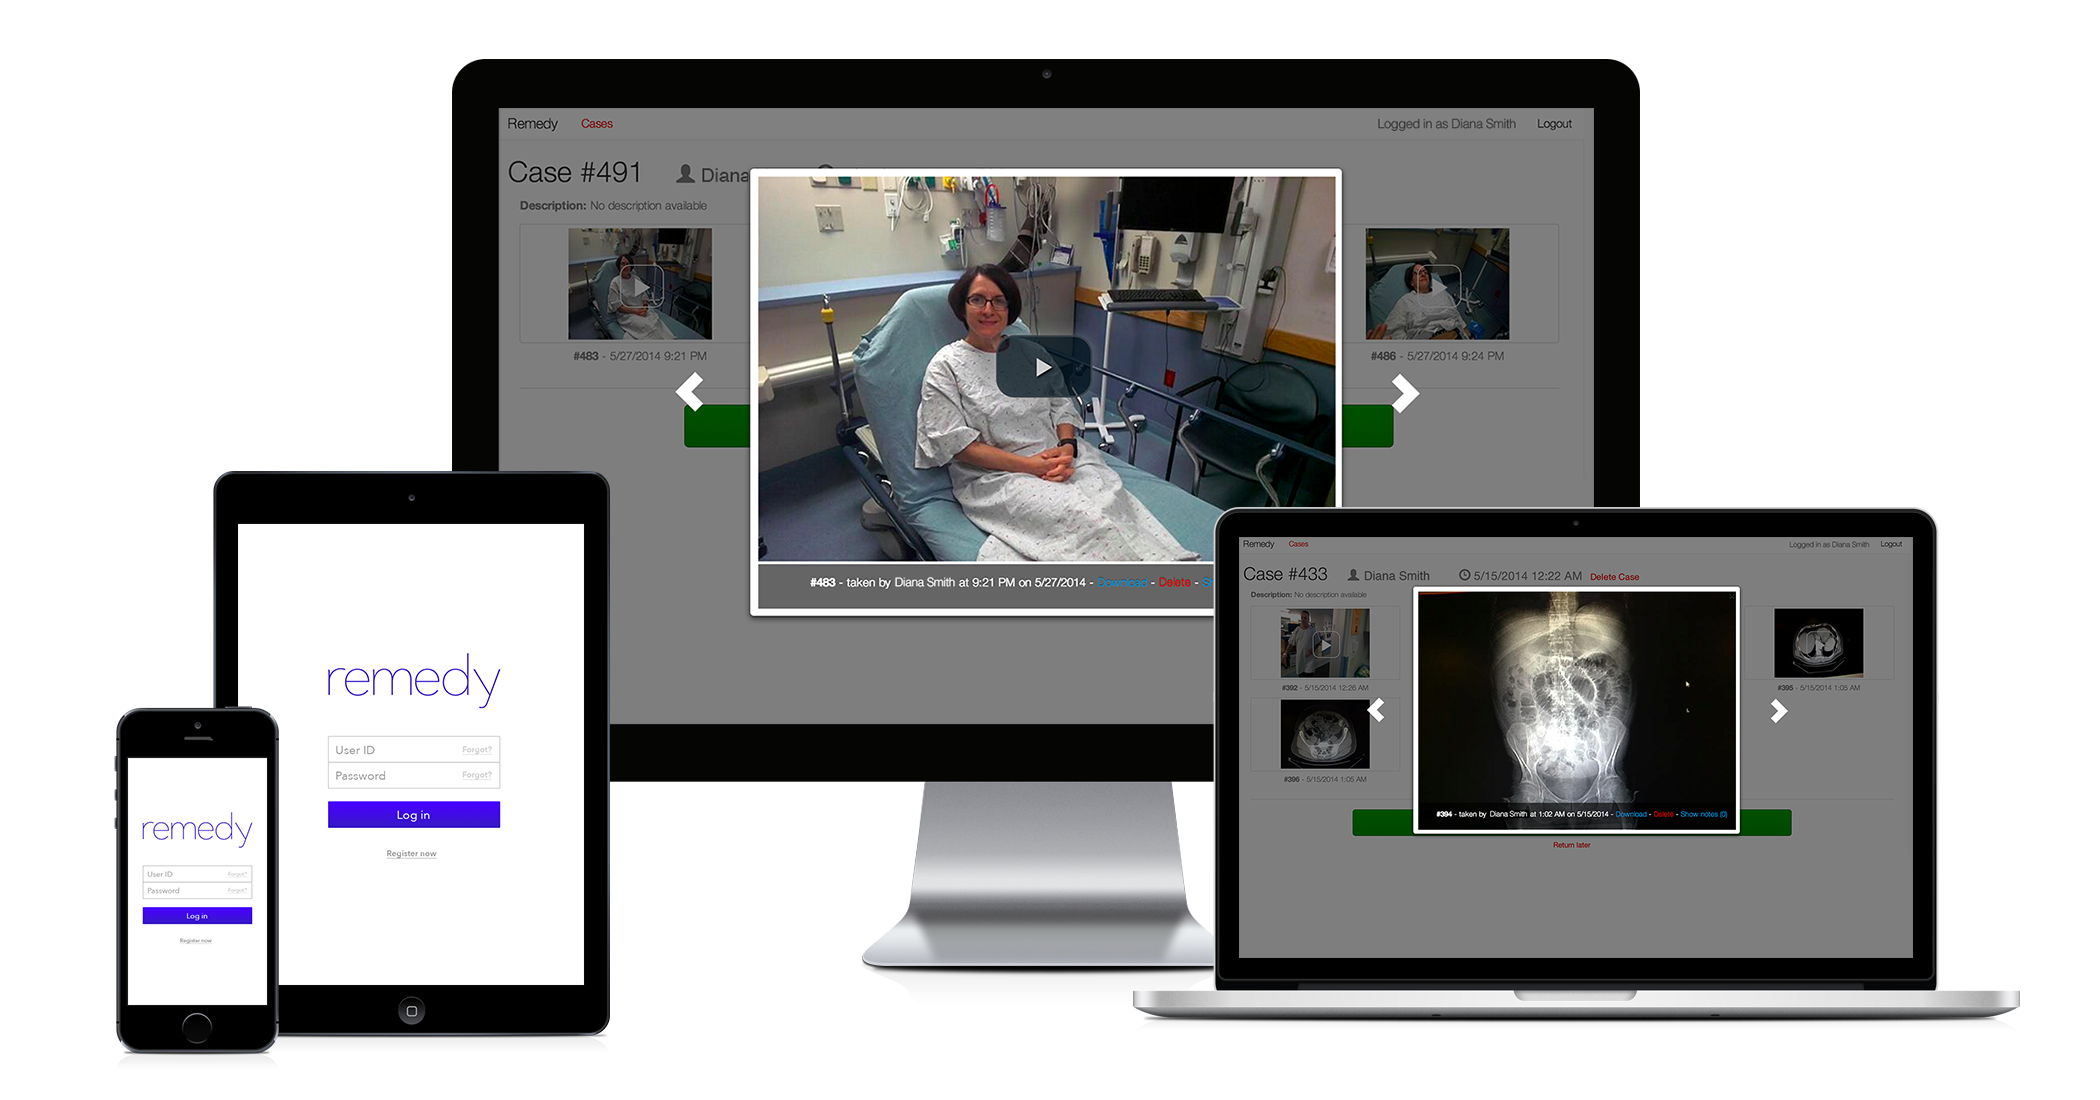 Remedy Cases Logged in as Diana Smith Logout
Case #491 Diana
Description: No description available
#483 - 5/27/2014 9:21 PM
#486 - 5/27/2014 9:24 PM
#483 - taken by Diana Smith at 9:21 PM on 5/27/2014 - Download - Delete -
remedy
User ID Forgot?
Password Forgot?
Log in
Register now
remedy
User ID Forgot?
Password Forgot?
Log in
Register now
Remedy Cases Logged in as Diana Smith Logout
Case #433 Diana Smith 5/15/2014 12:22 AM Delete Case
Description: No description available
#392 - 5/15/2014 12:26 AM
#395 - 5/15/2014 1:05 AM
#396 - 5/15/2014 1:05 AM
#394 - taken by Diana Smith at 1:02 AM on 5/15/2014 - Download - Delete - Show notes (0)
Return later